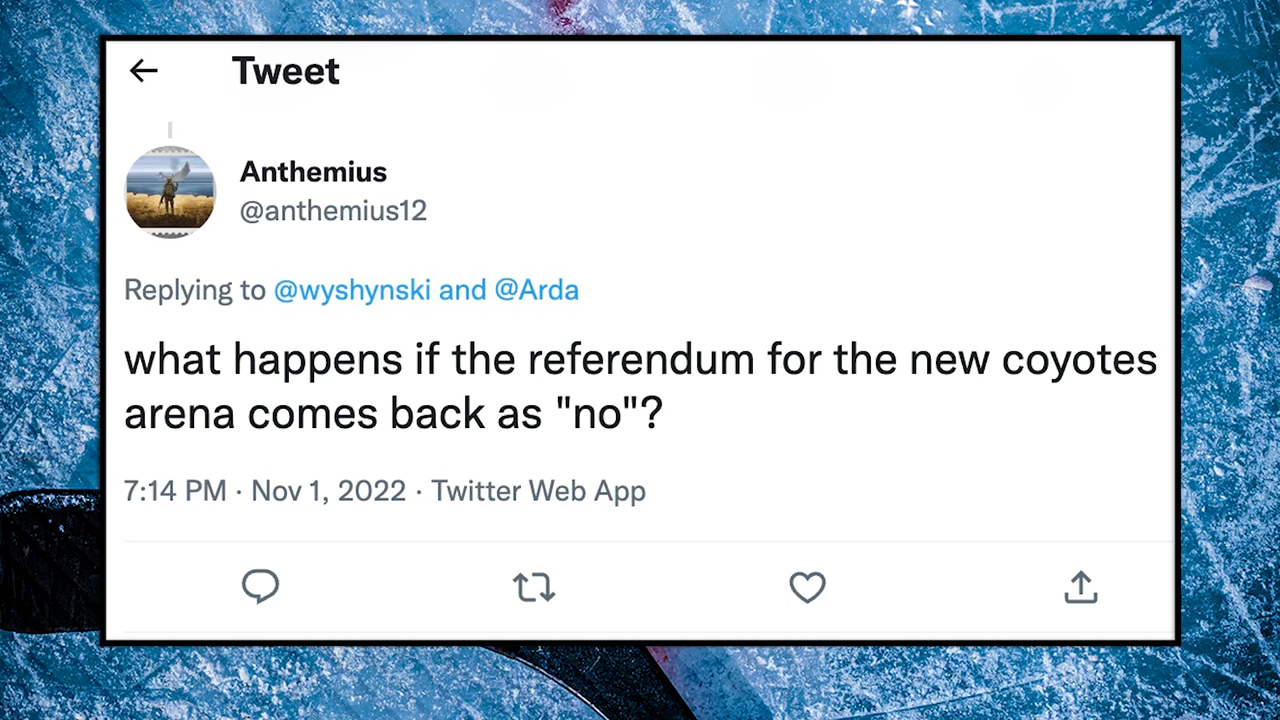 Tweet
Anthemius
@anthemius12
Replying to @wyshynski and @Arda
what happens if the referendum for the new coyotes
arena comes back as "no"?
7:14 PM · Nov 1, 2022 · Twitter Web App